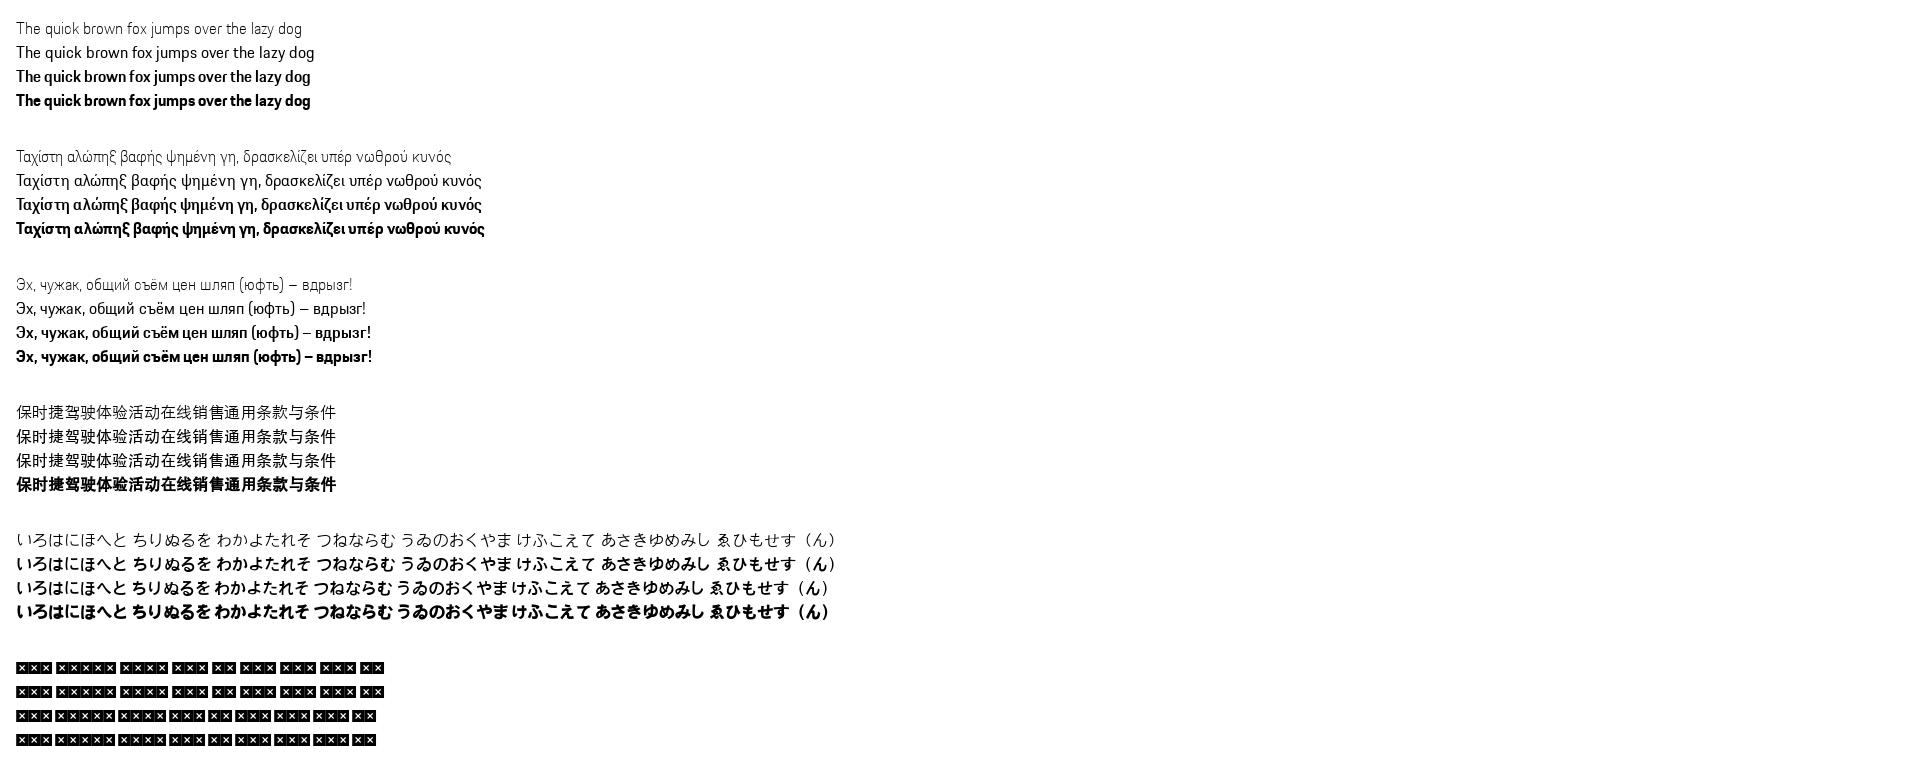 The quick brown fox jumps over the lazy dog
The quick brown fox jumps over the lazy dog
The quick brown fox jumps over the lazy dog
The quick brown fox jumps over the lazy dog
Ταχίστη αλώπηξ βαφής ψημένη γη, δρασκελίζει υπέρ νωθρού κυνός
Ταχίστη αλώπηξ βαφής ψημένη γη, δρασκελίζει υπέρ νωθρού κυνός
Ταχίστη αλώπηξ βαφής ψημένη γη, δρασκελίζει υπέρ νωθρού κυνός
Ταχίστη αλώπηξ βαφής ψημένη γη, δρασκελίζει υπέρ νωθρού κυνός
Эх, чужак, общий съём цен шляп (юфть) – вдрызг!
Эх, чужак, общий съём цен шляп (юфть) – вдрызг!
Эх, чужак, общий съём цен шляп (юфть) – вдрызг!
Эх, чужак, общий съём цен шляп (юфть) – вдрызг!
保时捷驾驶体验活动在线销售通用条款与条件
保时捷驾驶体验活动在线销售通用条款与条件
保时捷驾驶体验活动在线销售通用条款与条件
保时捷驾驶体验活动在线销售通用条款与条件
いろはにほへと ちりぬるを わかよたれそ つねならむ うゐのおくやま けふこえて あさきゆめみし ゑひもせす（ん）
いろはにほへと ちりぬるを わかよたれそ つねならむ うゐのおくやま けふこえて あさきゆめみし ゑひもせす（ん）
いろはにほへと ちりぬるを わかよたれそ つねならむ うゐのおくやま けふこえて あさきゆめみし ゑひもせす（ん）
いろはにほへと ちりぬるを わかよたれそ つねならむ うゐのおくやま けふこえて あさきゆめみし ゑひもせす（ん）